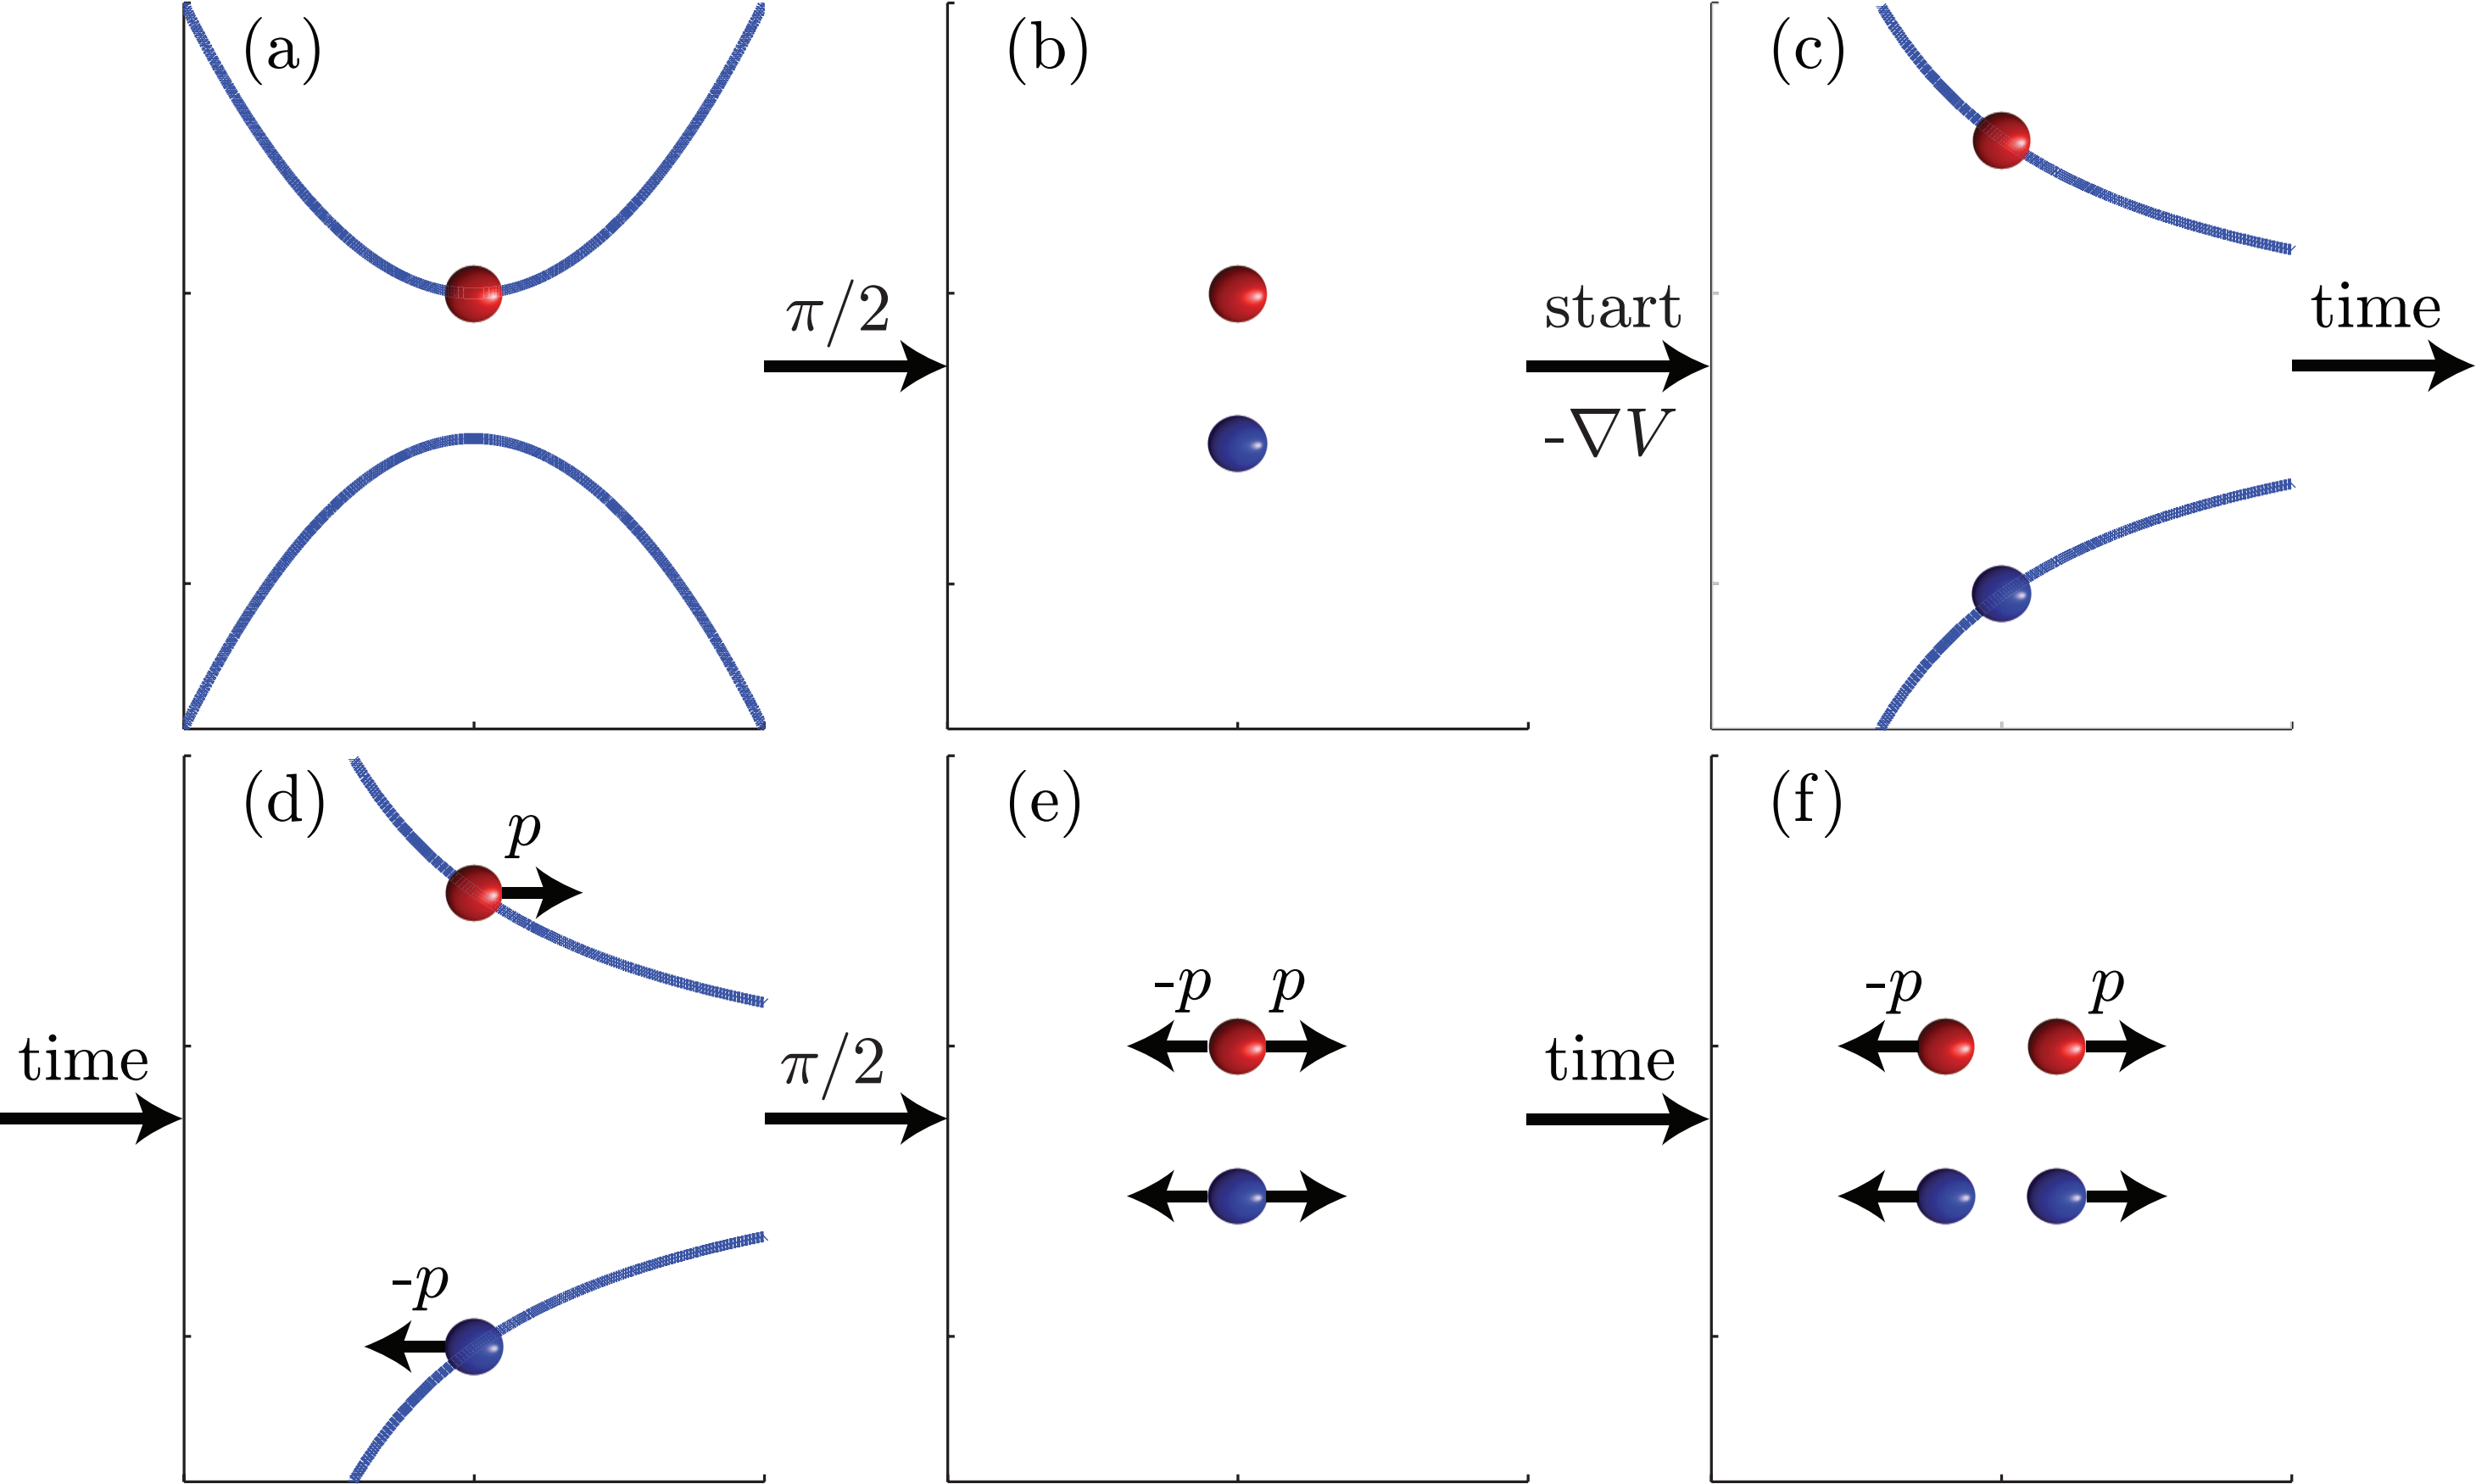 (a)
π/2
(b)
start
-∇V
(c)
time
time
(d)
p
-p
π/2
(e)
-p p
time
(f)
-p p